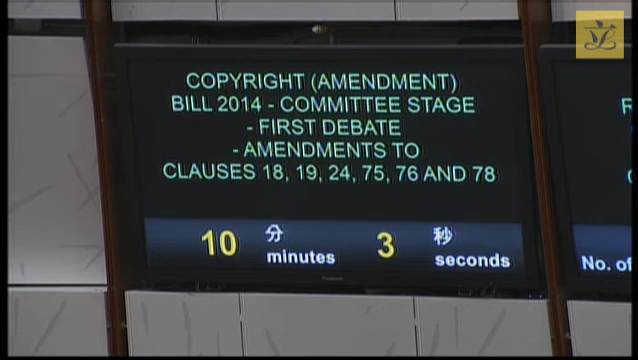 COPYRIGHT (AMENDMENT)
BILL 2014 - COMMITTEE STAGE
- FIRST DEBATE
- AMENDMENTS TO
CLAUSES 18, 19, 24, 75, 76 AND 78
10 分 minutes 3 秒 seconds
No. of